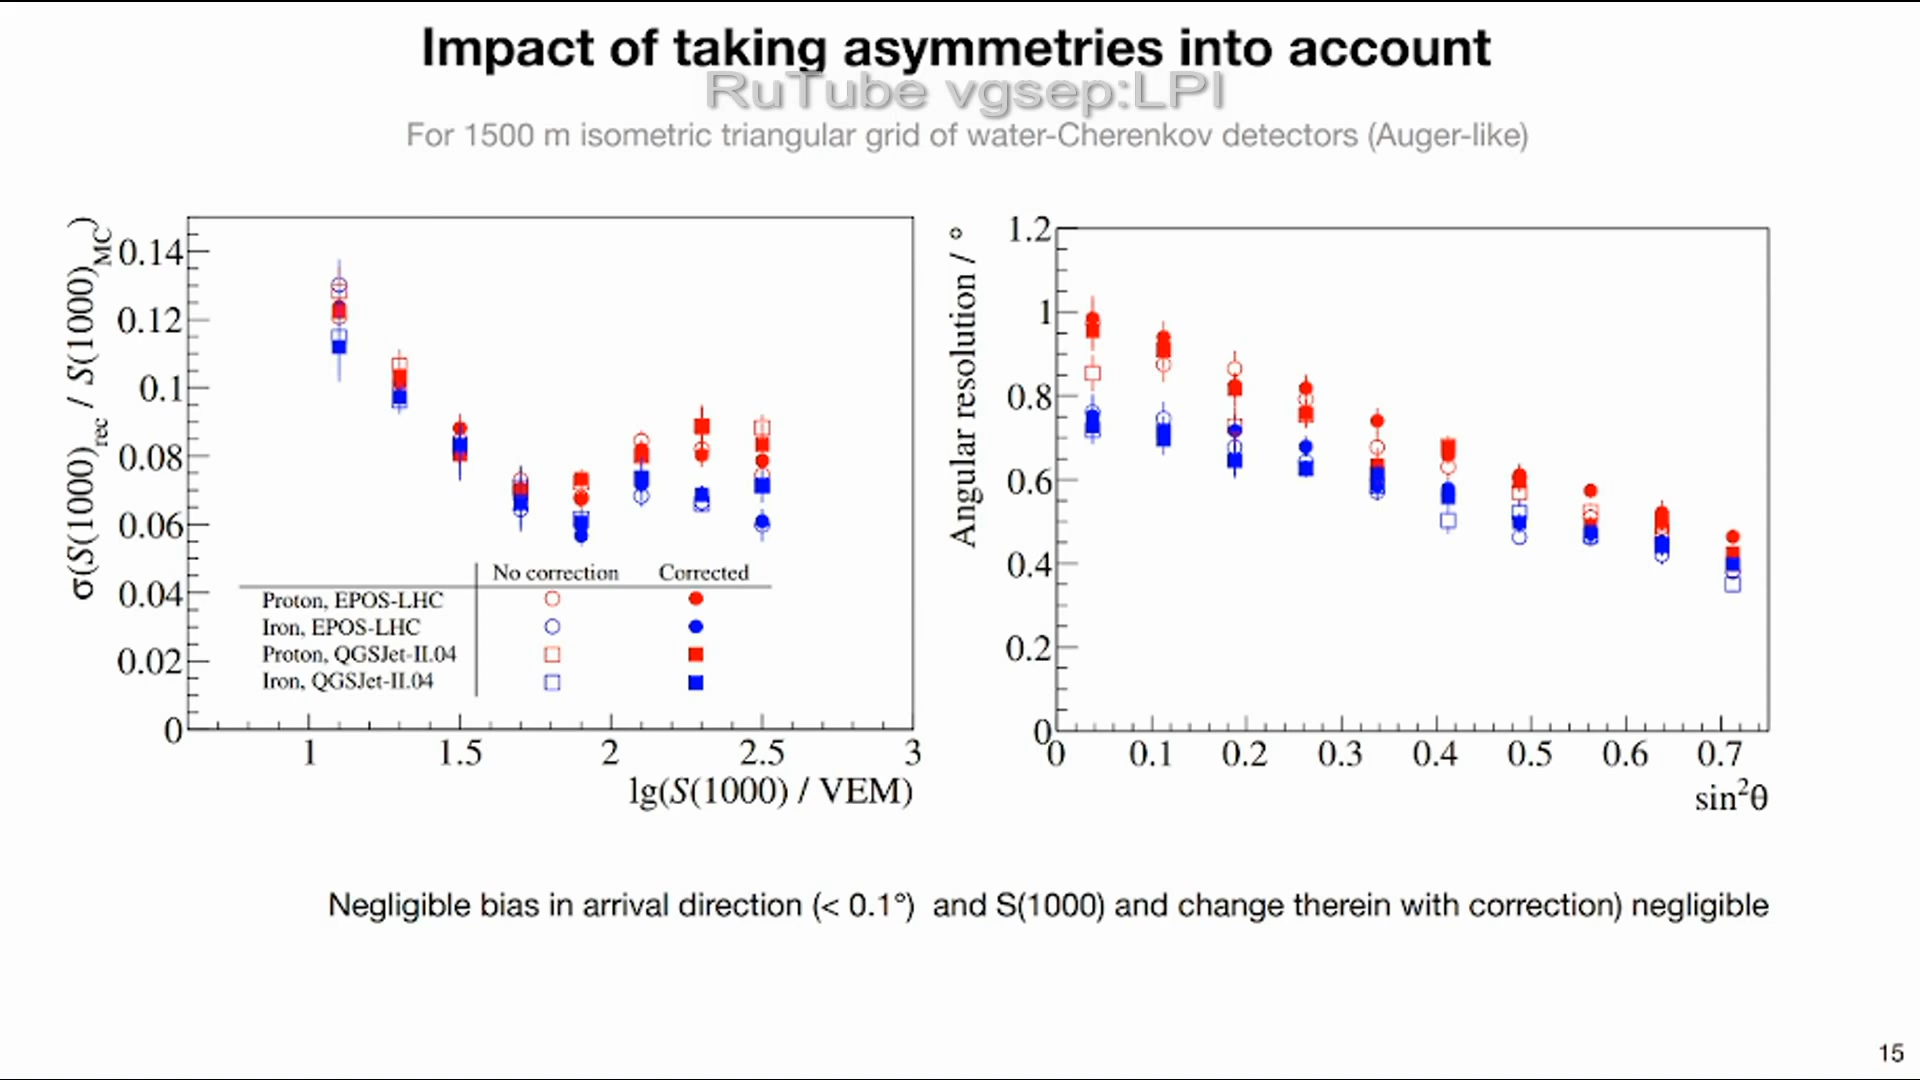 Impact of taking asymmetries into account
RuTube vgsep:LPI
For 1500 m isometric triangular grid of water-Cherenkov detectors (Auger-like)
σ(S(1000)rec / S(1000)MC)
0.14
0.12
0.1
0.08
0.06
0.04
0.02
0
No correction Corrected
Proton, EPOS-LHC
Iron, EPOS-LHC
Proton, QGSJet-II.04
Iron, QGSJet-II.04
1 1.5 2 2.5 3
lg(S(1000) / VEM)
Angular resolution / °
1.2
1
0.8
0.6
0.4
0.2
0
0 0.1 0.2 0.3 0.4 0.5 0.6 0.7
sin²θ
Negligible bias in arrival direction (< 0.1°) and S(1000) and change therein with correction) negligible
15